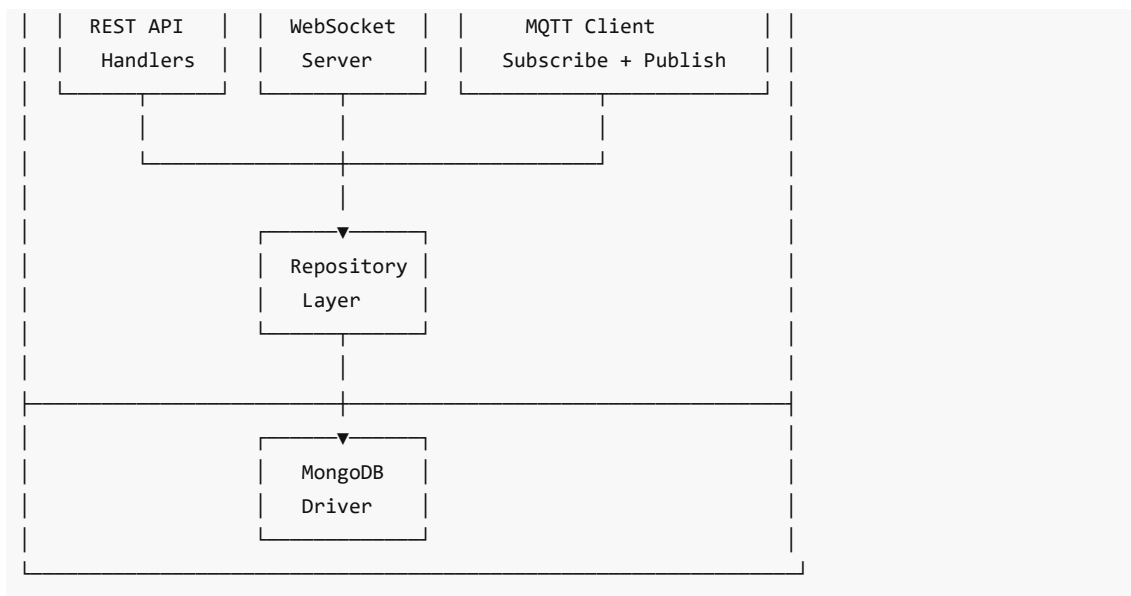 REST API WebSocket MQTT Client
Handlers Server Subscribe + Publish
Repository
Layer
MongoDB
Driver